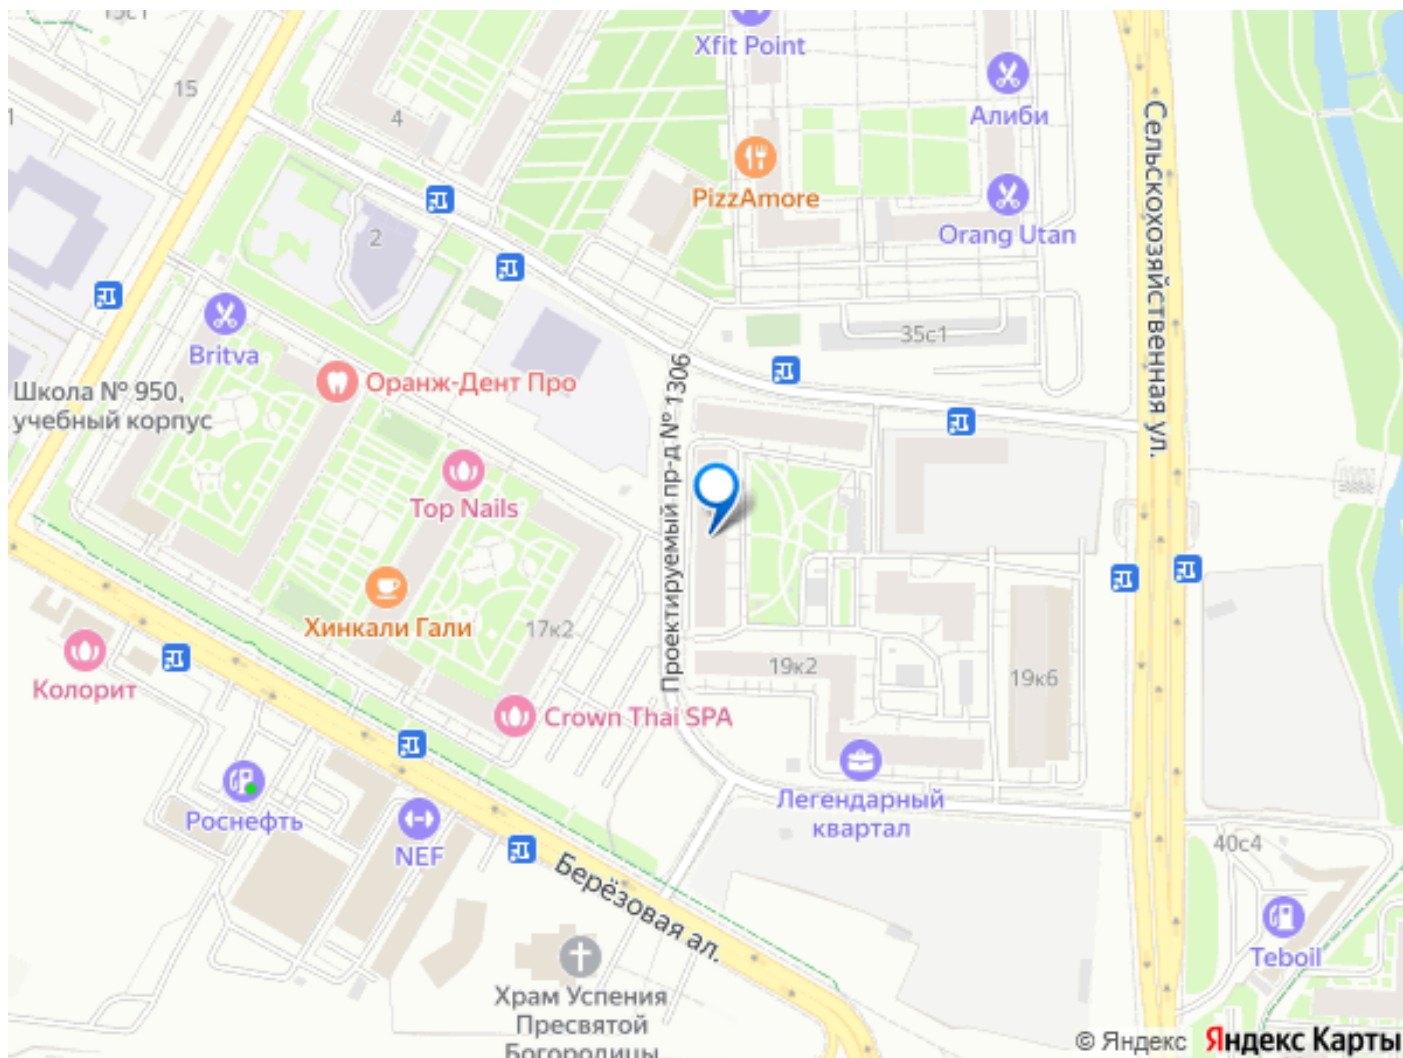 Xfit Point
15
4
1
Алиби
PizzAmore
2
Orang Utan
Сельскохозяйственная ул.
35с1
Britva
Оранж-Дент Про
Школа № 950,
учебный корпус
Проектируемый пр-д № 1306
Top Nails
Хинкали Гали
17к2
19к2
19к6
Колорит
Crown Thai SPA
Роснефть
NEF
Легендарный
квартал
40с4
Берёзовая ал.
Teboil
Храм Успения
Пресвятой
Богородицы
© Яндекс Яндекс Карты